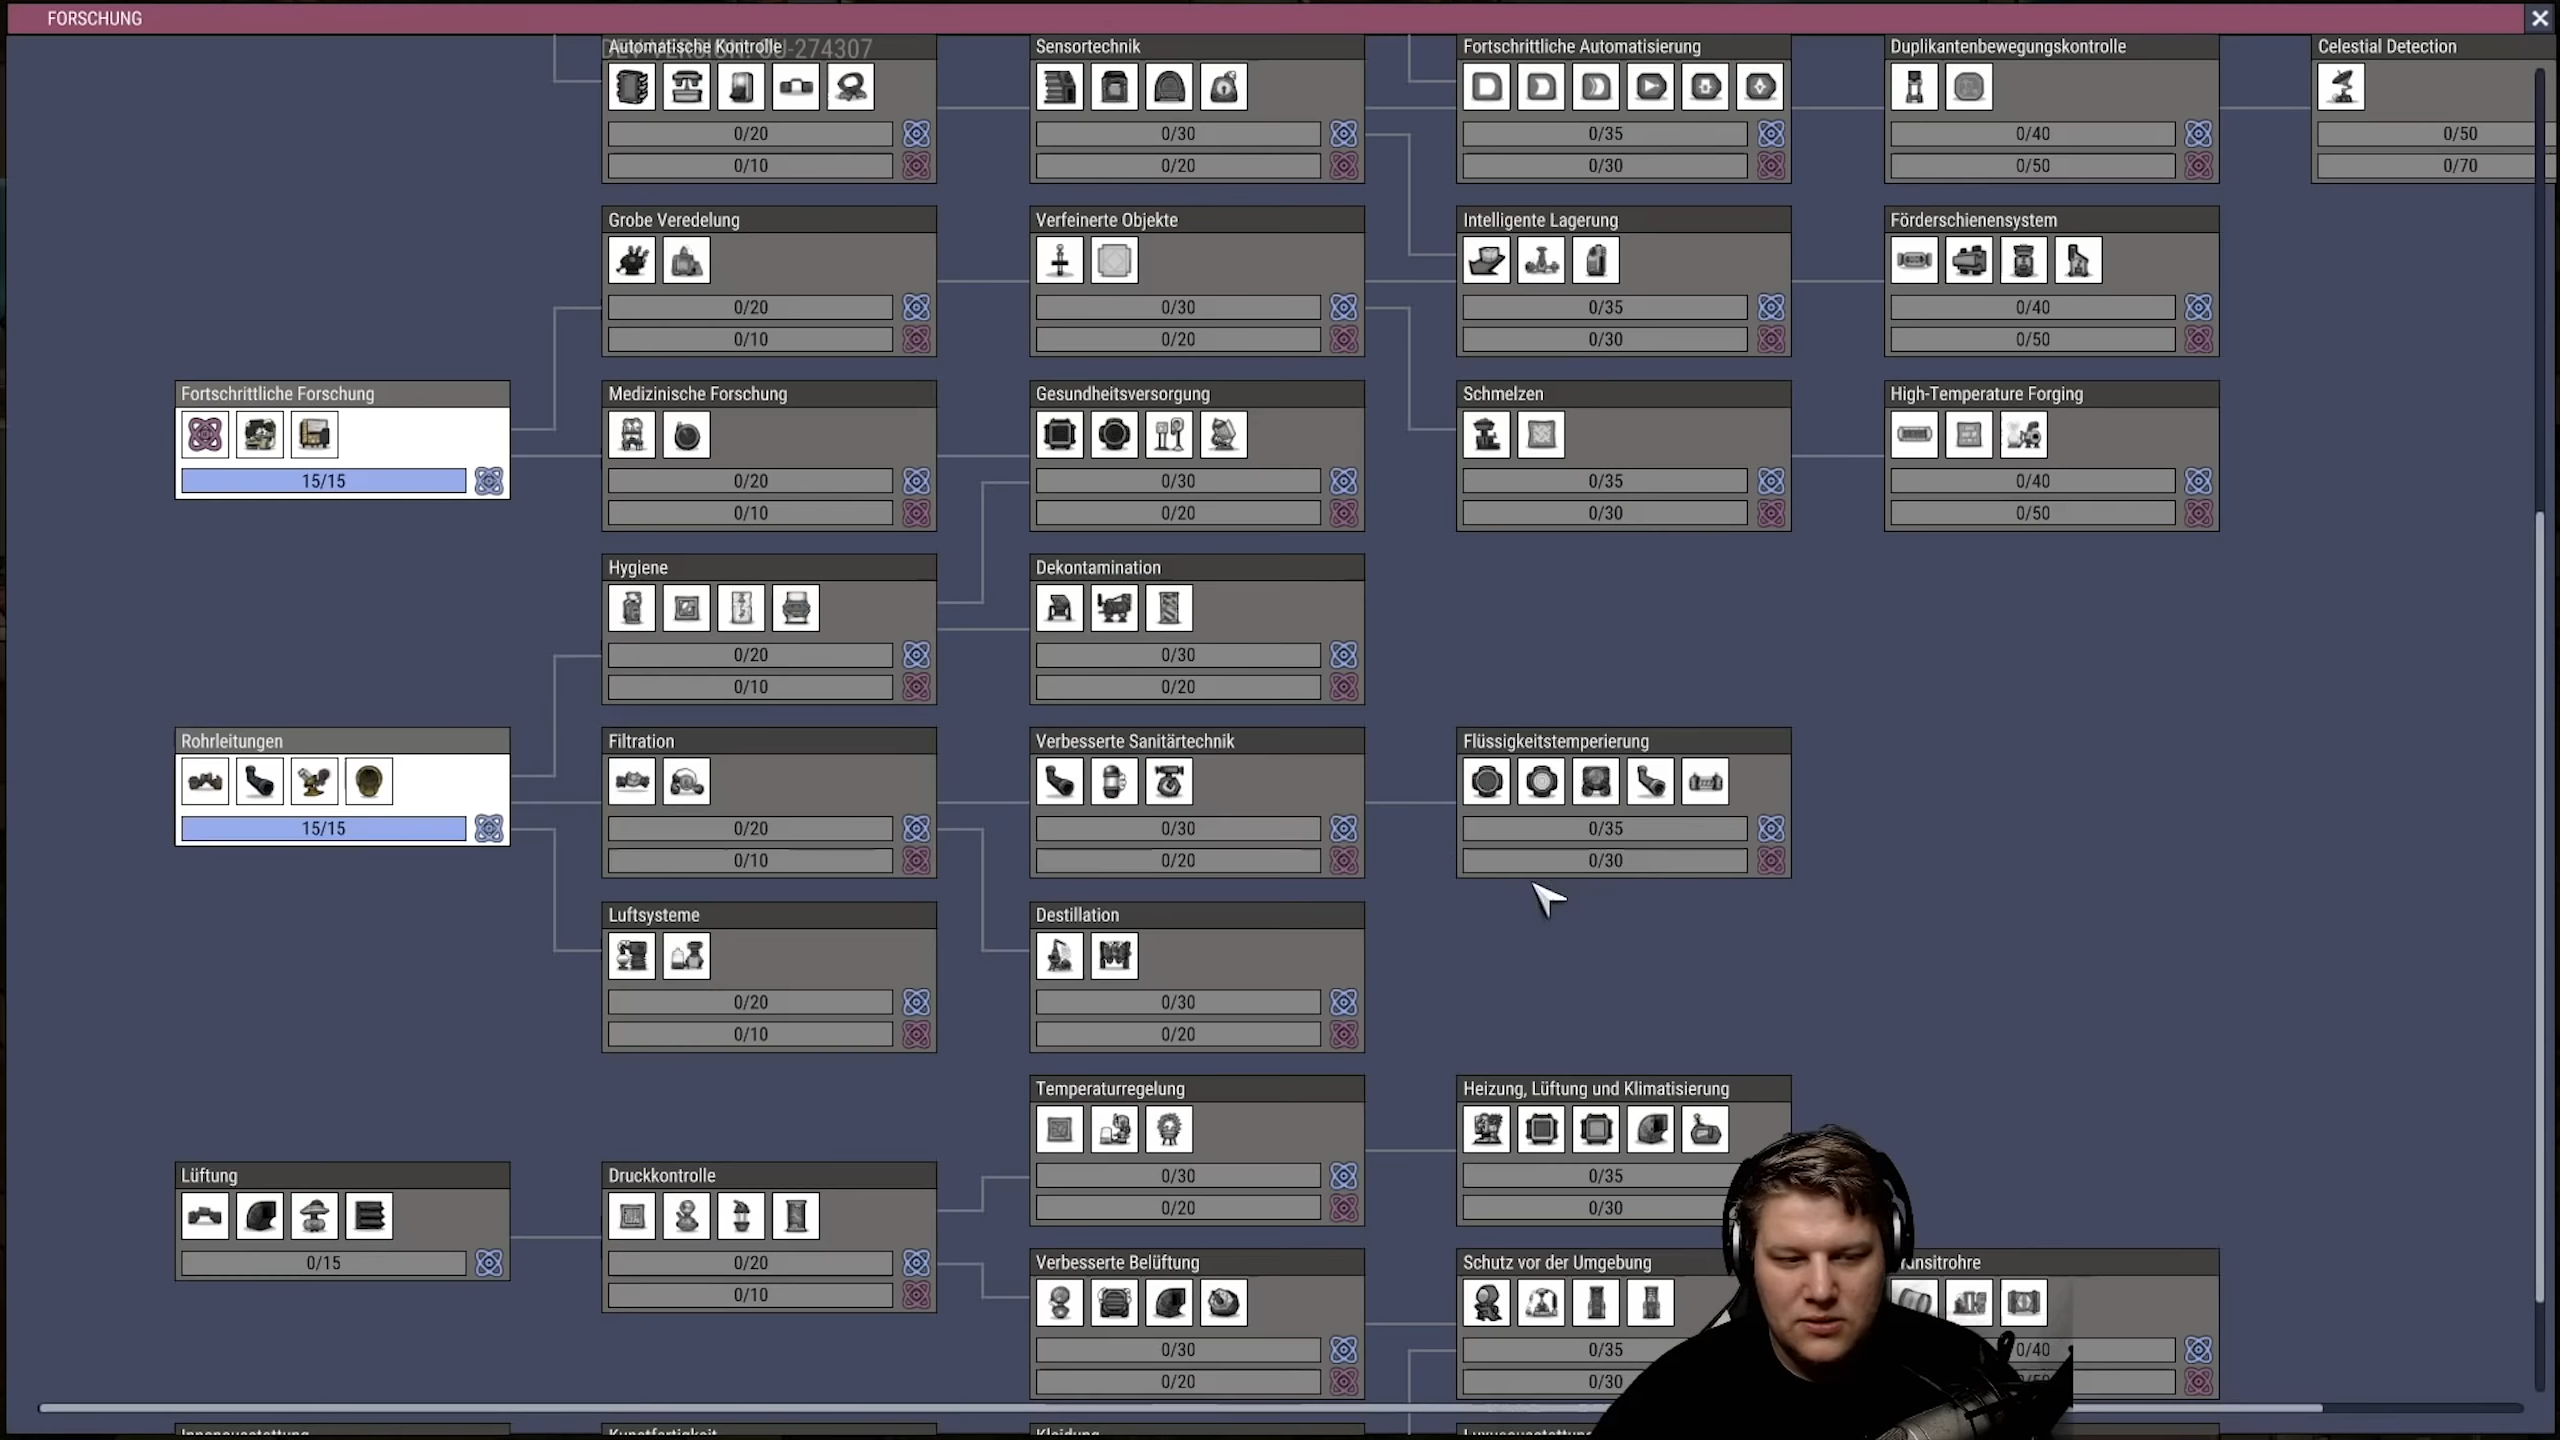 FORSCHUNG
DEV VERSION: CU-274307
Automatische Kontrolle
0/20
0/10
Sensortechnik
0/30
0/20
Fortschrittliche Automatisierung
0/35
0/30
Duplikantenbewegungskontrolle
0/40
0/50
Celestial Detection
0/50
0/70
Grobe Veredelung
0/20
0/10
Verfeinerte Objekte
0/30
0/20
Intelligente Lagerung
0/35
0/30
Förderschienensystem
0/40
0/50
Fortschrittliche Forschung
15/15
Medizinische Forschung
0/20
0/10
Gesundheitsversorgung
0/30
0/20
Schmelzen
0/35
0/30
High-Temperature Forging
0/40
0/50
Hygiene
0/20
0/10
Dekontamination
0/30
0/20
Rohrleitungen
15/15
Filtration
0/20
0/10
Verbesserte Sanitärtechnik
0/30
0/20
Flüssigkeitstemperierung
0/35
0/30
Luftsysteme
0/20
0/10
Destillation
0/30
0/20
Temperaturregelung
0/30
0/20
Heizung, Lüftung und Klimatisierung
0/35
0/30
Lüftung
0/15
Druckkontrolle
0/20
0/10
Verbesserte Belüftung
0/30
0/20
Schutz vor der Umgebung
0/35
0/30
ansitrohre
0/40